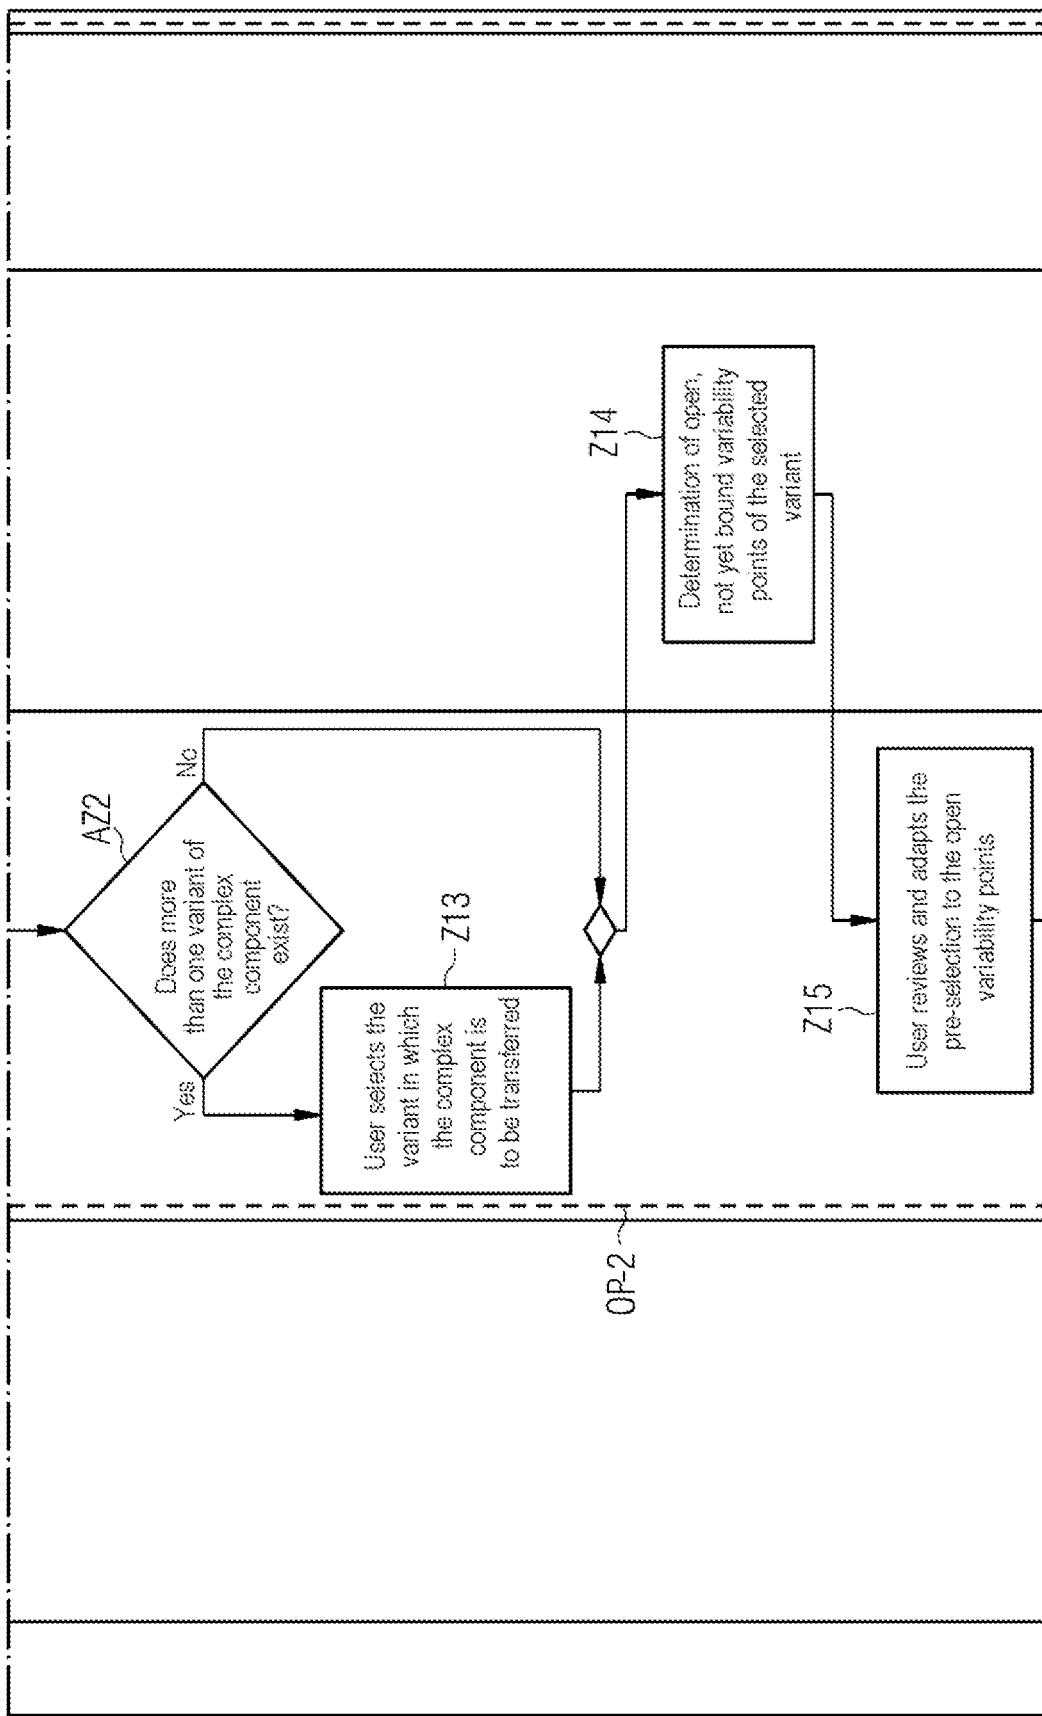 AZ2
Does more
than one variant of
the complex
component
exist?
Yes
No
Z13
User selects the
variant in which
the complex
component is
to be transferred
Z14
Determination of open,
not yet bound variability
points of the selected
variant
Z15
User reviews and adapts the
pre-selection to the open
variability points
OP-2